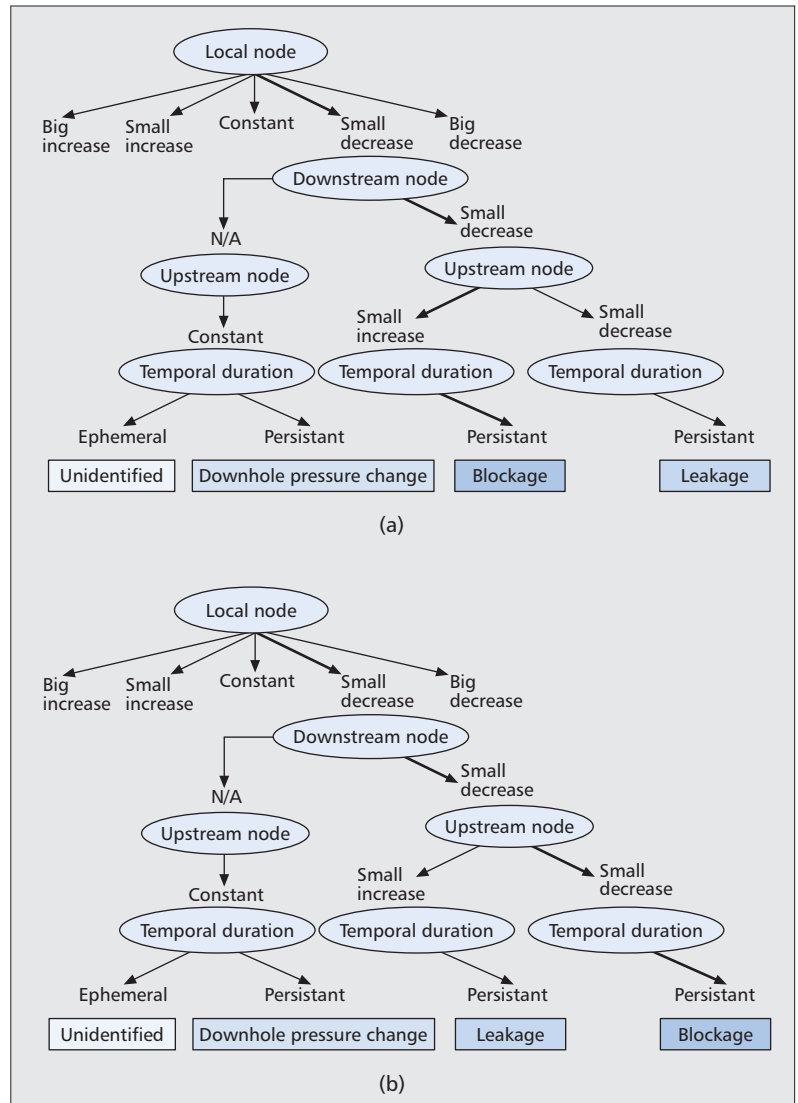 Local node
Big
increase
Small
increase
Constant
Small
decrease
Big
decrease
Downstream node
N/A
Small
decrease
Upstream node
Upstream node
Constant
Small
increase
Small
decrease
Temporal duration
Temporal duration
Temporal duration
Ephemeral
Persistant
Persistant
Persistant
Unidentified
Downhole pressure change
Blockage
Leakage
(a)
Local node
Big
increase
Small
increase
Constant
Small
decrease
Big
decrease
Downstream node
N/A
Small
decrease
Upstream node
Upstream node
Constant
Small
increase
Small
decrease
Temporal duration
Temporal duration
Temporal duration
Ephemeral
Persistant
Persistant
Persistant
Unidentified
Downhole pressure change
Leakage
Blockage
(b)